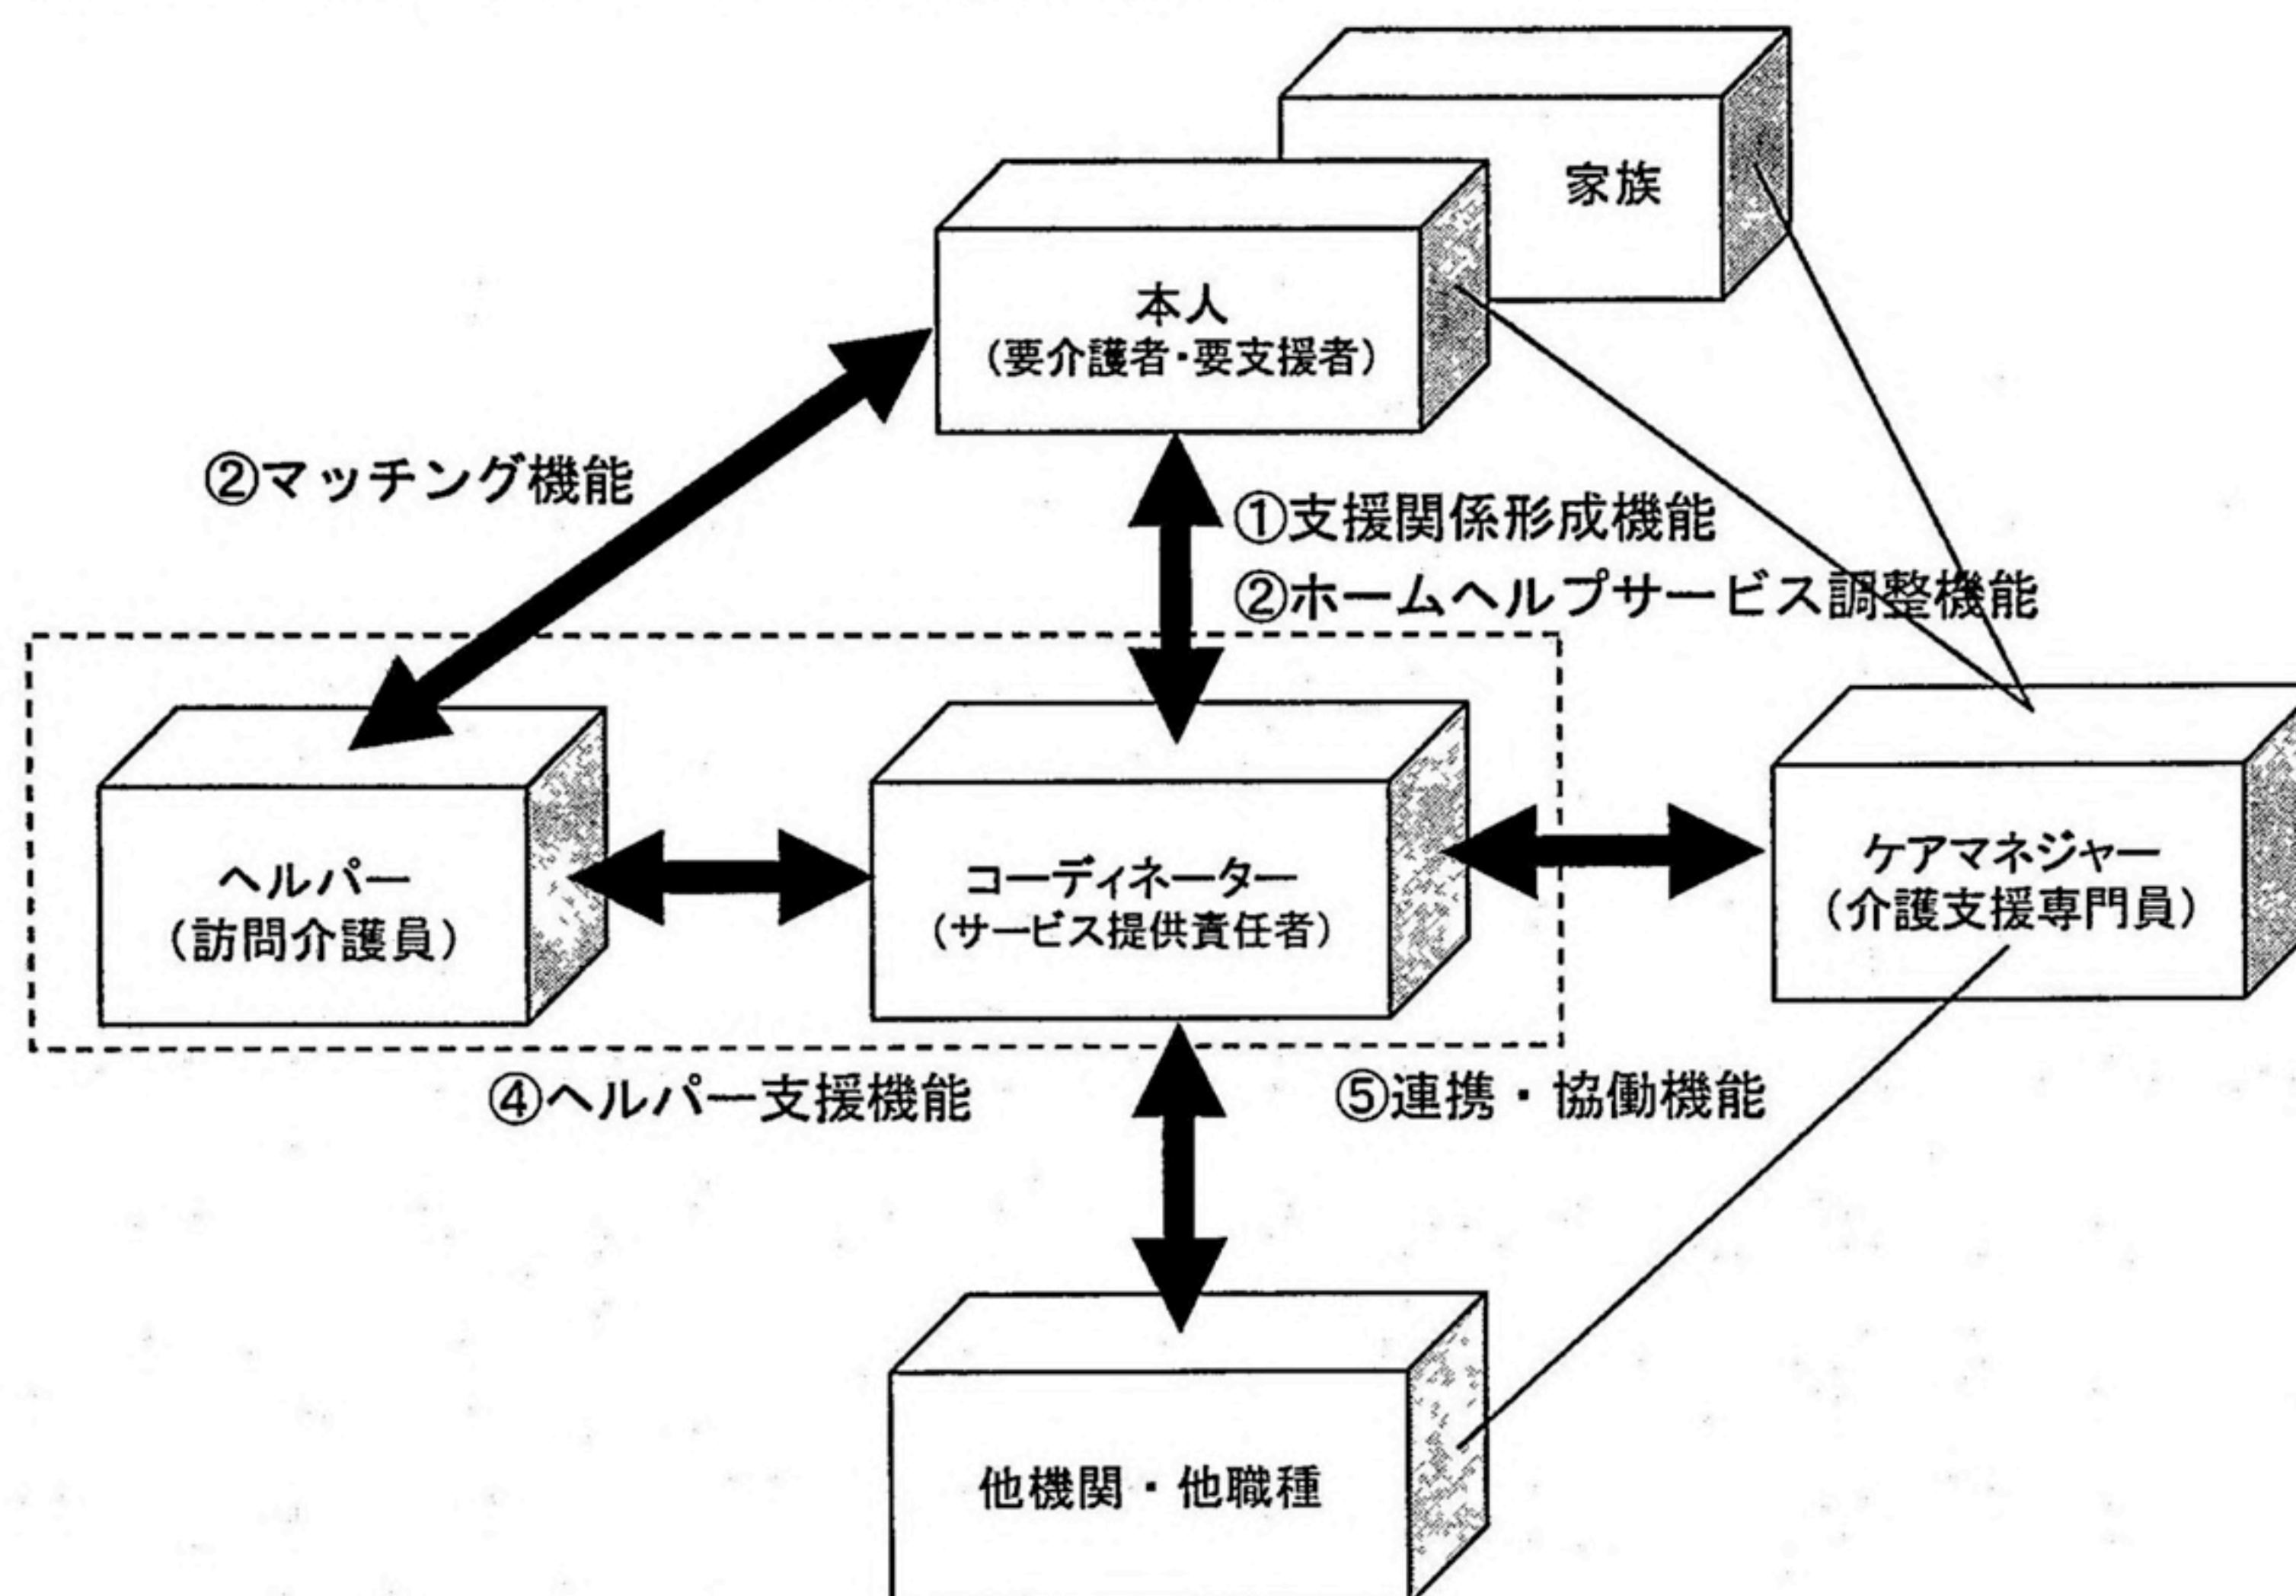 家族
本人
（要介護者・要支援者）
②マッチング機能
①支援関係形成機能
②ホームヘルプサービス調整機能
ヘルパー
（訪問介護員）
コーディネーター
（サービス提供責任者）
ケアマネジャー
（介護支援専門員）
④ヘルパー支援機能
⑤連携・協働機能
他機関・他職種